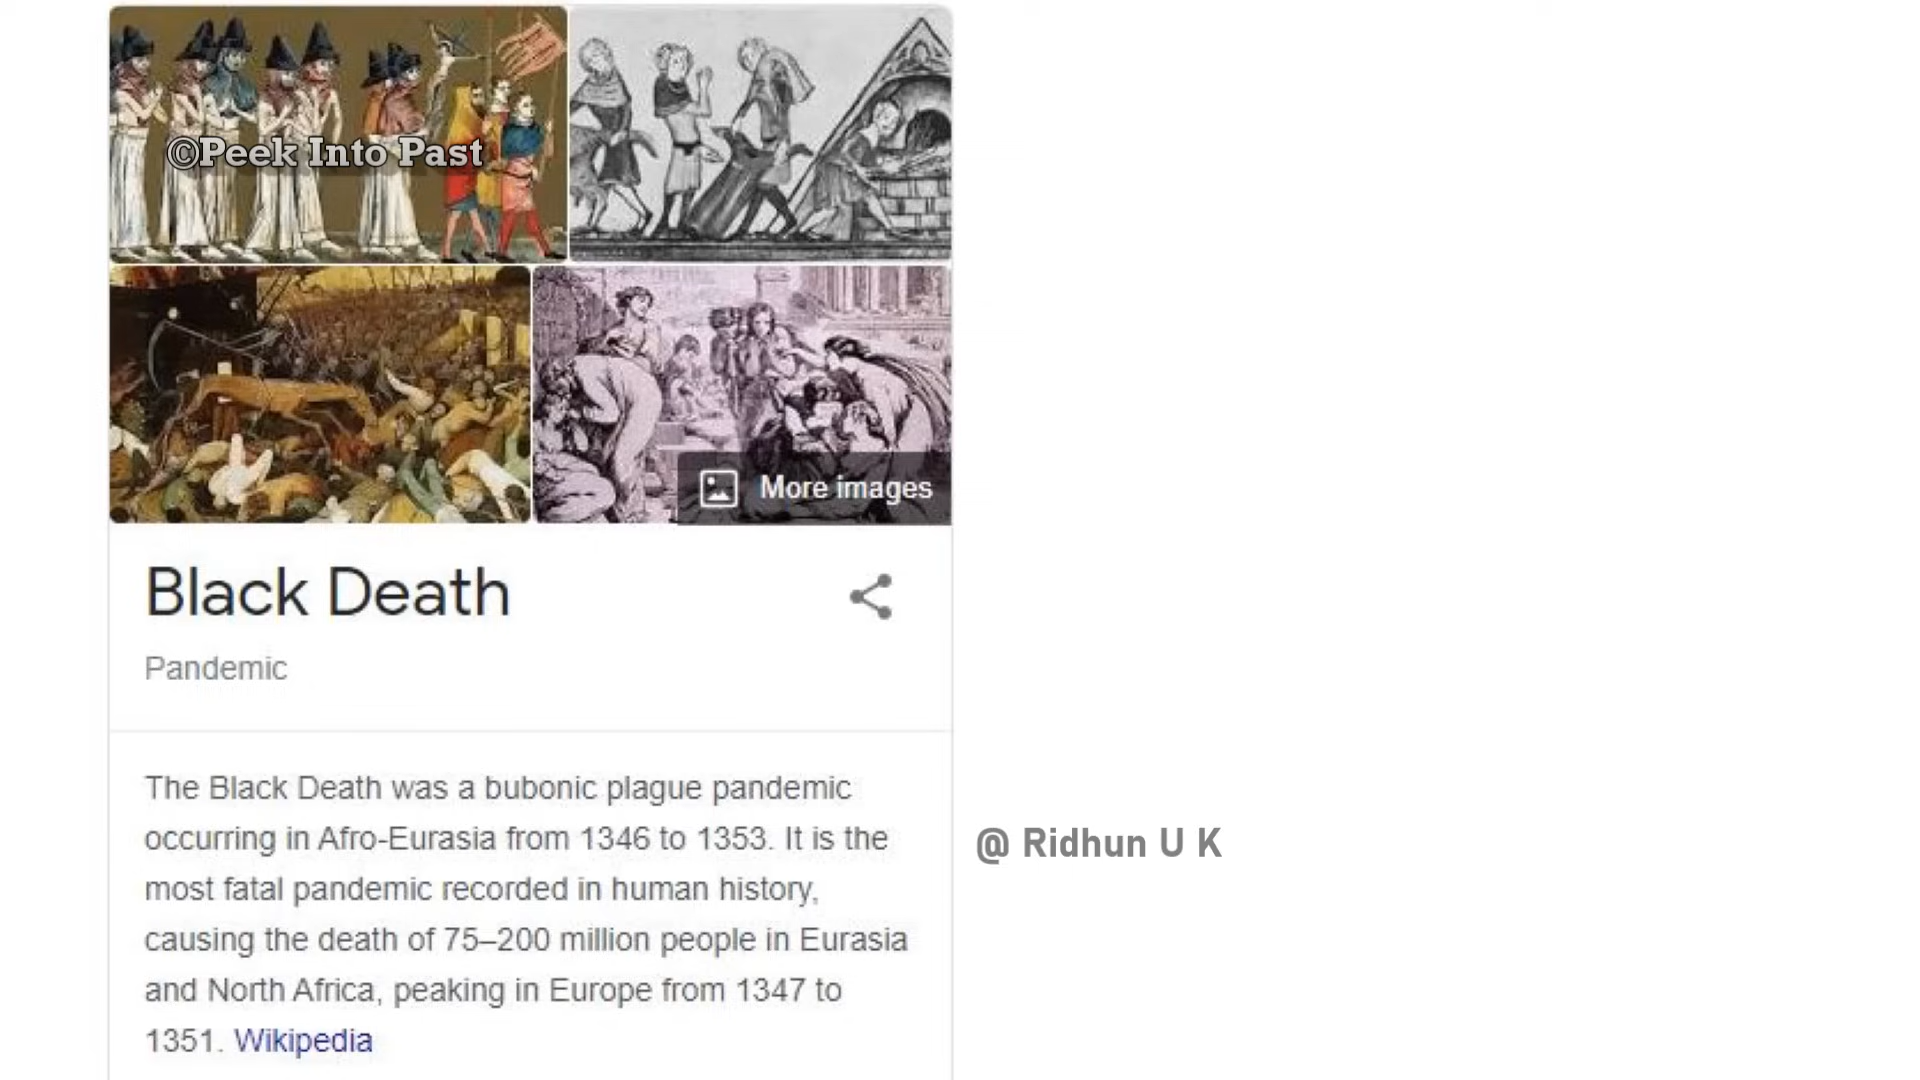 ©Peek Into Past
More images
Black Death
Pandemic
The Black Death was a bubonic plague pandemic
occurring in Afro-Eurasia from 1346 to 1353. It is the
most fatal pandemic recorded in human history,
causing the death of 75–200 million people in Eurasia
and North Africa, peaking in Europe from 1347 to
1351. Wikipedia
@ Ridhun U K